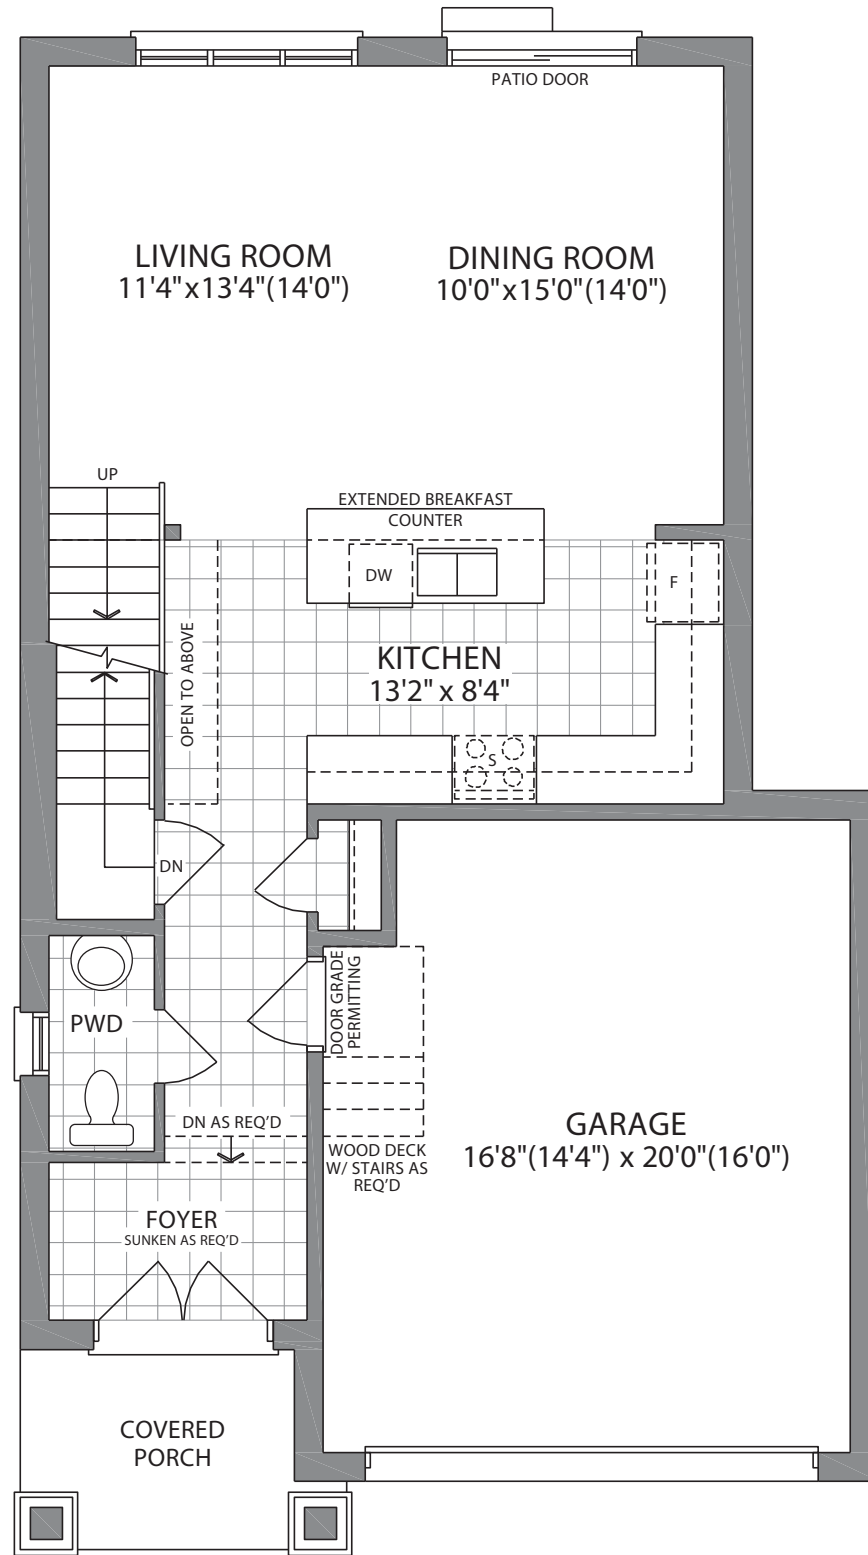 PATIO DOOR
LIVING ROOM
11'4"x13'4"(14'0")
DINING ROOM
10'0"x15'0"(14'0")
UP
EXTENDED BREAKFAST
COUNTER
DW
F
OPEN TO ABOVE
KITCHEN
13'2" x 8'4"
S
DN
DOOR GRADE
PERMITTING
PWD
DN AS REQ'D
WOOD DECK
W/ STAIRS AS
REQ'D
GARAGE
16'8"(14'4") x 20'0"(16'0")
FOYER
SUNKEN AS REQ'D
COVERED
PORCH